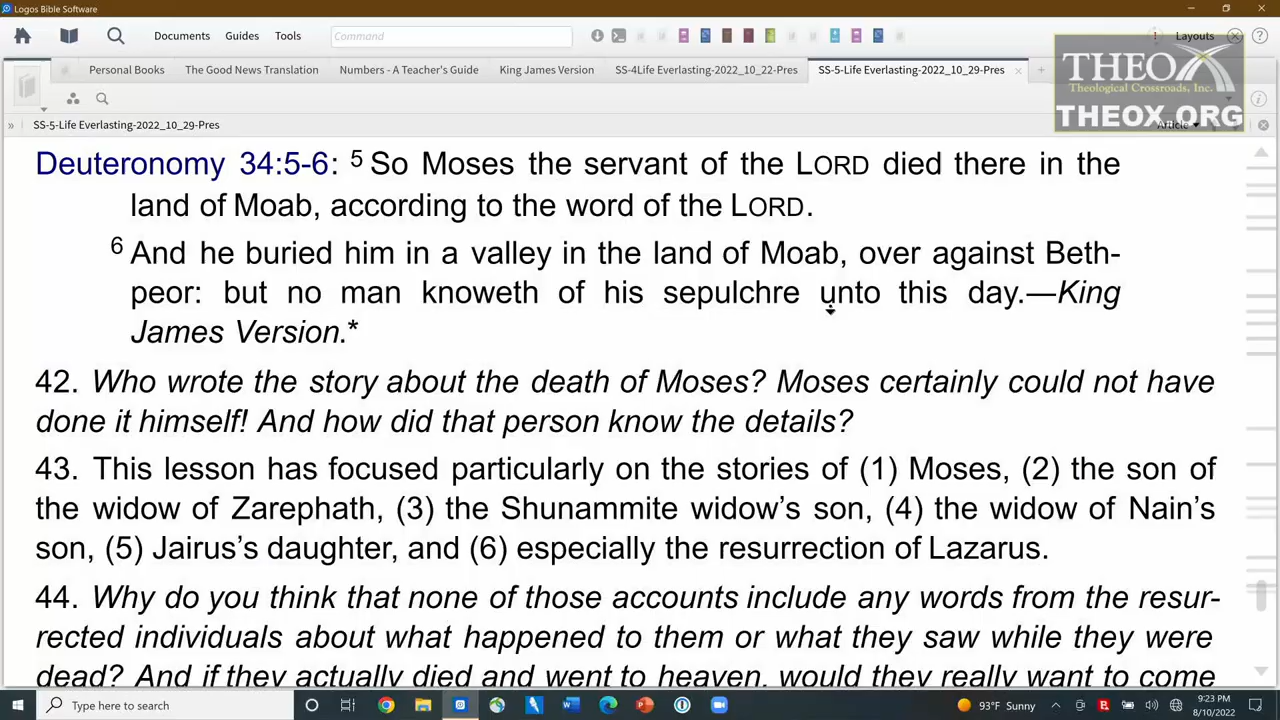 Logos Bible Software
Documents Guides Tools Command Layouts
Personal Books The Good News Translation Numbers - A Teacher's Guide King James Version SS-4Life Everlasting-2022_10_22-Pres SS-5-Life Everlasting-2022_10_29-Pres
THEOX
Theological Crossroads, Inc.
THEOX.ORG
SS-5-Life Everlasting-2022_10_29-Pres Article
Deuteronomy 34:5-6: 5 So Moses the servant of the LORD died there in the
land of Moab, according to the word of the LORD.
6 And he buried him in a valley in the land of Moab, over against Beth-
peor: but no man knoweth of his sepulchre unto this day.—King
James Version.*
42. Who wrote the story about the death of Moses? Moses certainly could not have
done it himself! And how did that person know the details?
43. This lesson has focused particularly on the stories of (1) Moses, (2) the son of
the widow of Zarephath, (3) the Shunammite widow's son, (4) the widow of Nain's
son, (5) Jairus's daughter, and (6) especially the resurrection of Lazarus.
44. Why do you think that none of those accounts include any words from the resur-
rected individuals about what happened to them or what they saw while they were
dead? And if they actually died and went to heaven, would they really want to come
Type here to search
93°F Sunny
9:23 PM
8/10/2022